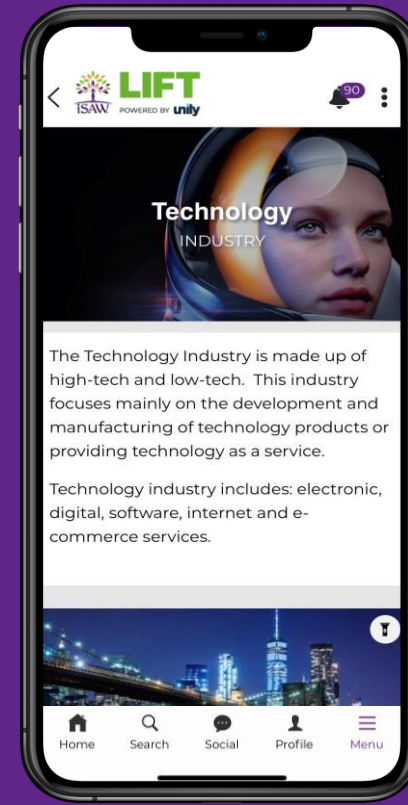 90
LIFT
iSAW
POWERED BY unily
Technology
INDUSTRY
The Technology Industry is made up of
high-tech and low-tech.  This industry
focuses mainly on the development and
manufacturing of technology products or
providing technology as a service.
Technology industry includes: electronic,
digital, software, internet and e-
commerce services.
Home Search Social Profile Menu